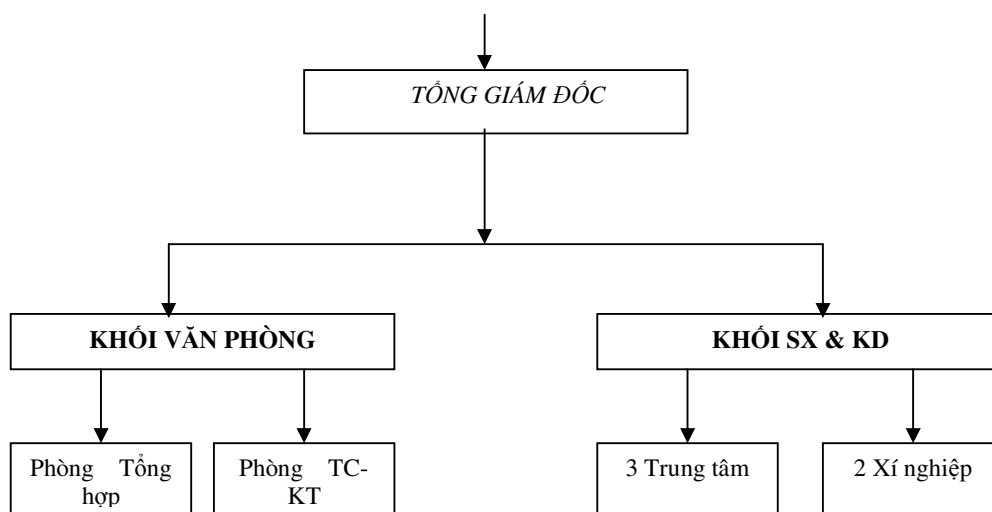 TỔNG GIÁM ĐỐC
KHỐI VĂN PHÒNG
KHỐI SX & KD
Phòng Tổng
hợp
Phòng TC-
KT
3 Trung tâm
2 Xí nghiệp